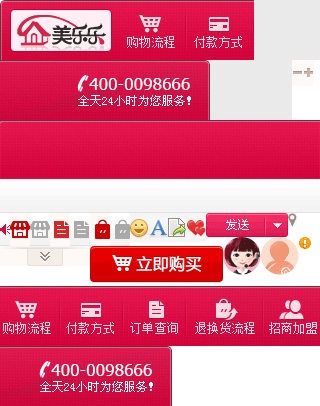 美乐乐
购物流程 付款方式
400-0098666
全天24小时为您服务!
A
发送
立即购买
购物流程 付款方式 订单查询 退换货流程 招商加盟
400-0098666
全天24小时为您服务!